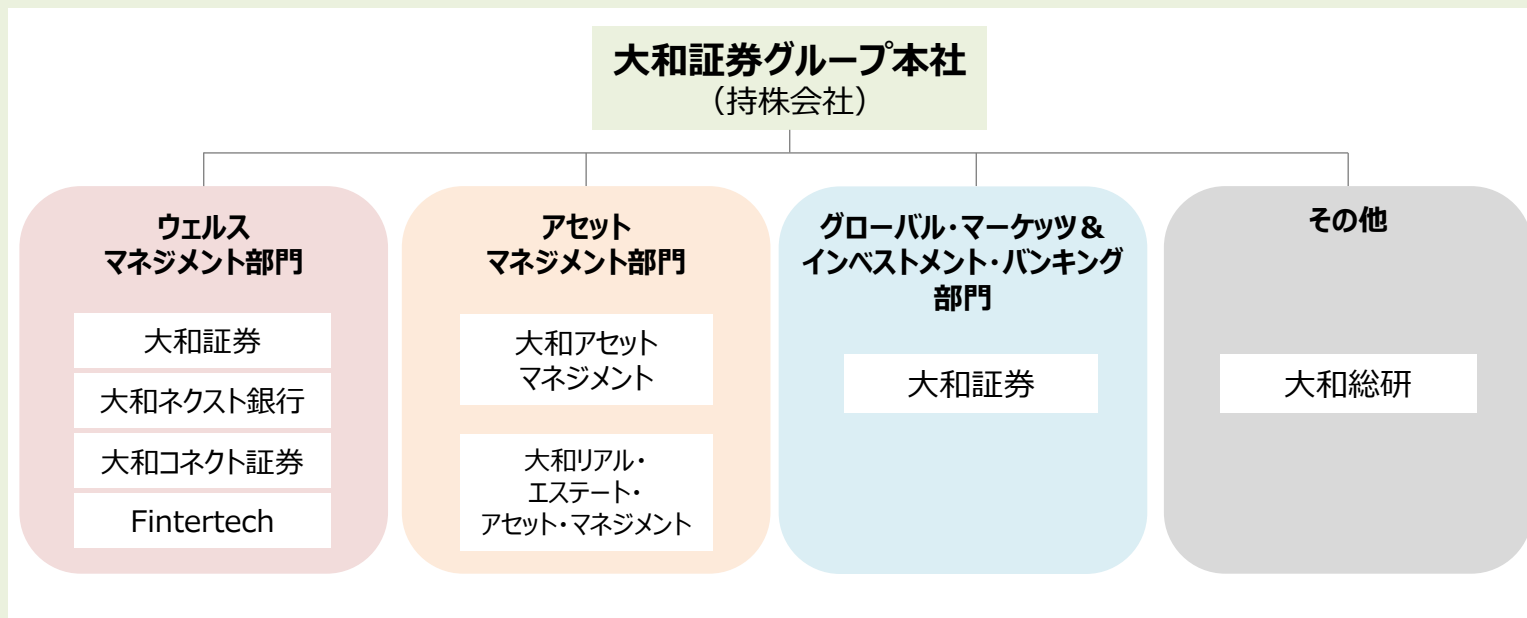 大和証券グループ本社
（持株会社）
ウェルス
マネジメント部門
大和証券
大和ネクスト銀行
大和コネクト証券
Fintertech
アセット
マネジメント部門
大和アセット
マネジメント
大和リアル・
エステート・
アセット・マネジメント
グローバル・マーケッツ＆
インベストメント・バンキング
部門
大和証券
その他
大和総研